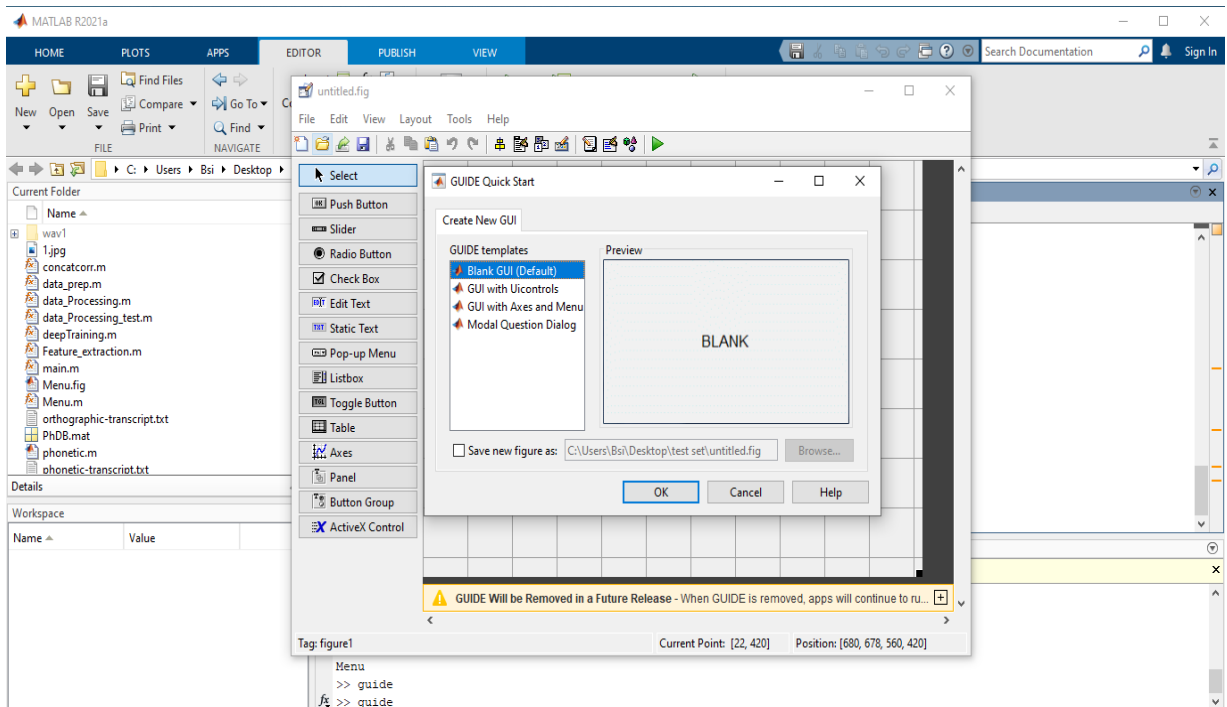 MATLAB R2021a
HOME PLOTS APPS EDITOR PUBLISH VIEW Search Documentation Sign In
New Open Save Find Files Compare Print Go To Find
FILE NAVIGATE
C: Users Bsi Desktop
Current Folder
Name
wav1
1.jpg
concatcorr.m
data_prep.m
data_Processing.m
data_Processing_test.m
deepTraining.m
Feature_extraction.m
main.m
Menu.fig
Menu.m
orthographic-transcript.txt
PhDB.mat
phonetic.m
phonetic-transcript.txt
Details
Workspace
Name Value
untitled.fig
File Edit View Layout Tools Help
Select
Push Button
Slider
Radio Button
Check Box
Edit Text
Static Text
Pop-up Menu
Listbox
Toggle Button
Table
Axes
Panel
Button Group
ActiveX Control
GUIDE Quick Start
Create New GUI
GUIDE templates
Blank GUI (Default)
GUI with Uicontrols
GUI with Axes and Menu
Modal Question Dialog
Preview
BLANK
Save new figure as: C:\Users\Bsi\Desktop\test set\untitled.fig Browse...
OK Cancel Help
GUIDE Will be Removed in a Future Release - When GUIDE is removed, apps will continue to ru...
Tag: figure1 Current Point: [22, 420] Position: [680, 678, 560, 420]
Menu
>> guide
fx >> guide